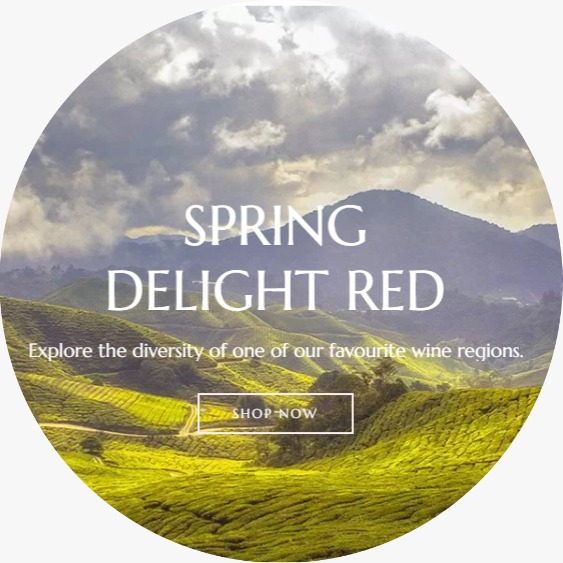 SPRING
DELIGHT RED
Explore the diversity of one of our favourite wine regions.
SHOP NOW